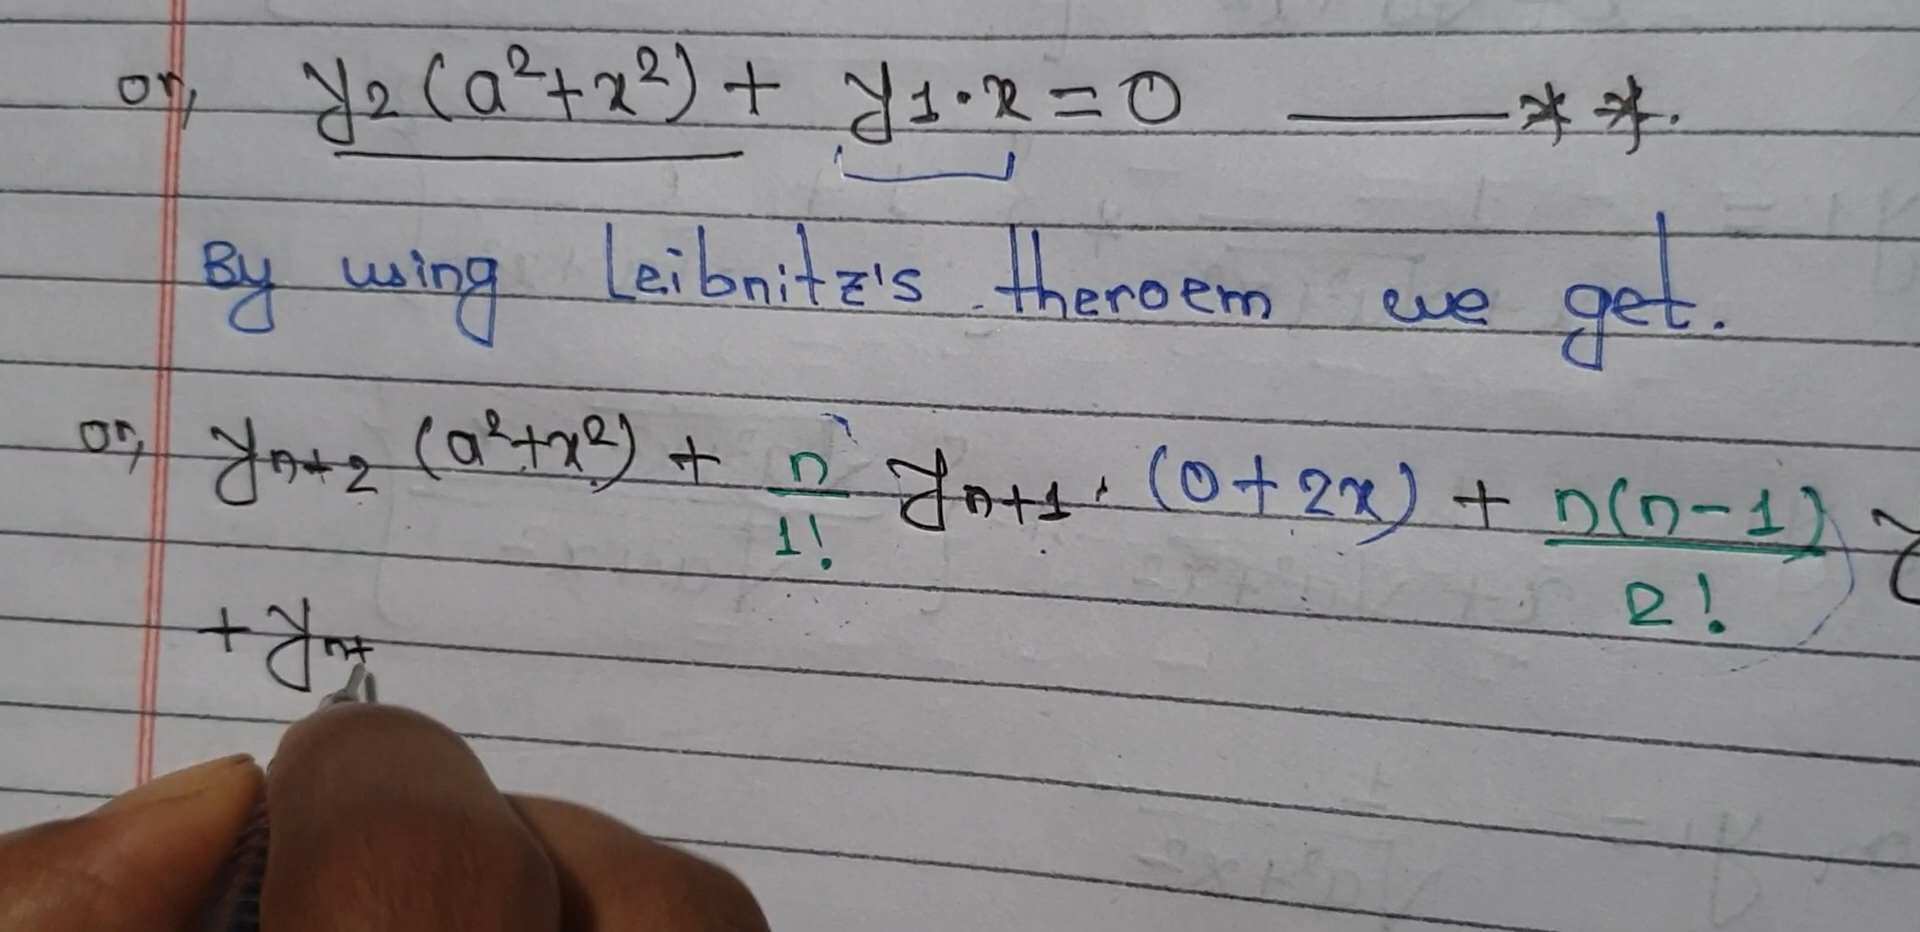 or, y₂(a²+x²) + y₁·x = 0 ——— **.
By using Leibnitz's theroem we get.
or, yₙ₊₂ (a²+x²) + n/1! yₙ₊₁· (0+2x) + n(n-1)/2! y
+ yₙ₊